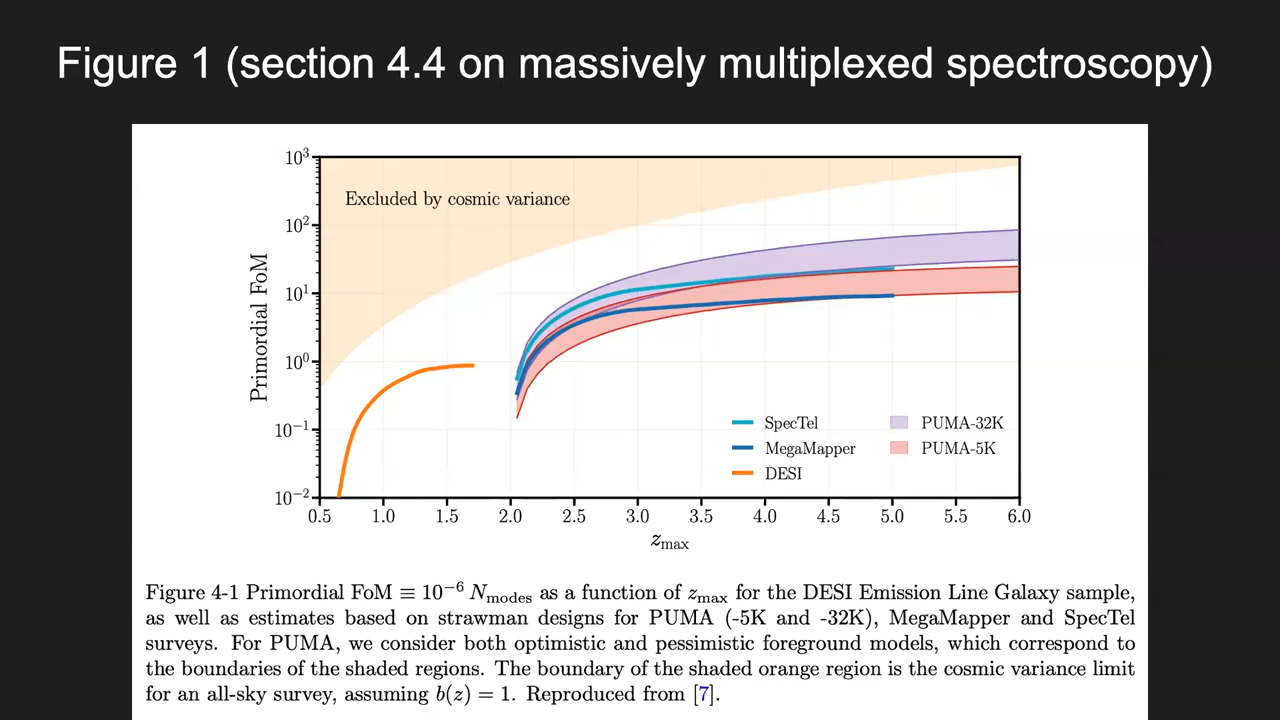 Figure 1 (section 4.4 on massively multiplexed spectroscopy)
10³
Excluded by cosmic variance
10²
10¹
10⁰
10⁻¹
10⁻²
Primordial FoM
SpecTel
MegaMapper
DESI
PUMA-32K
PUMA-5K
0.5 1.0 1.5 2.0 2.5 3.0 3.5 4.0 4.5 5.0 5.5 6.0
z_max
Figure 4-1 Primordial FoM ≡ 10⁻⁶ N_modes as a function of z_max for the DESI Emission Line Galaxy sample,
as well as estimates based on strawman designs for PUMA (-5K and -32K), MegaMapper and SpecTel
surveys. For PUMA, we consider both optimistic and pessimistic foreground models, which correspond to
the boundaries of the shaded regions. The boundary of the shaded orange region is the cosmic variance limit
for an all-sky survey, assuming b(z) = 1. Reproduced from [7].